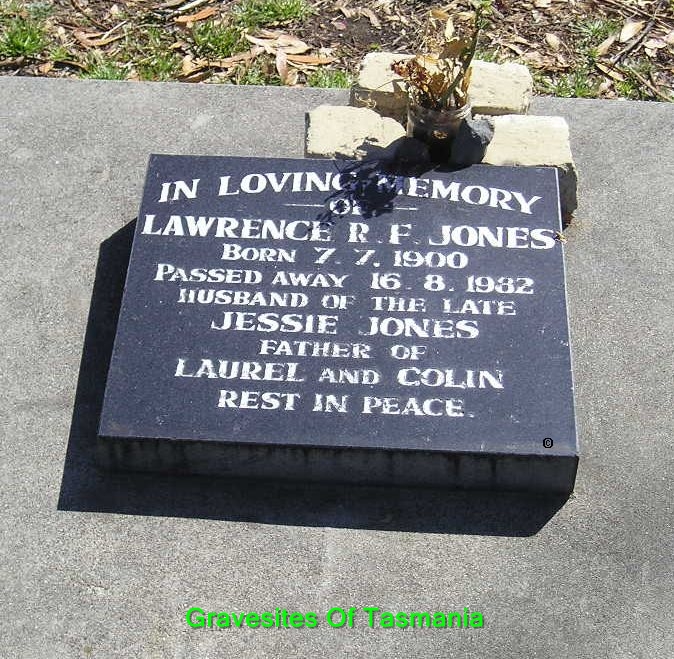 IN LOVING MEMORY
OF
LAWRENCE R. F. JONES
BORN 7. 7. 1900
PASSED AWAY 16. 8. 1982
HUSBAND OF THE LATE
JESSIE JONES
FATHER OF
LAUREL AND COLIN
REST IN PEACE.
©
Gravesites Of Tasmania